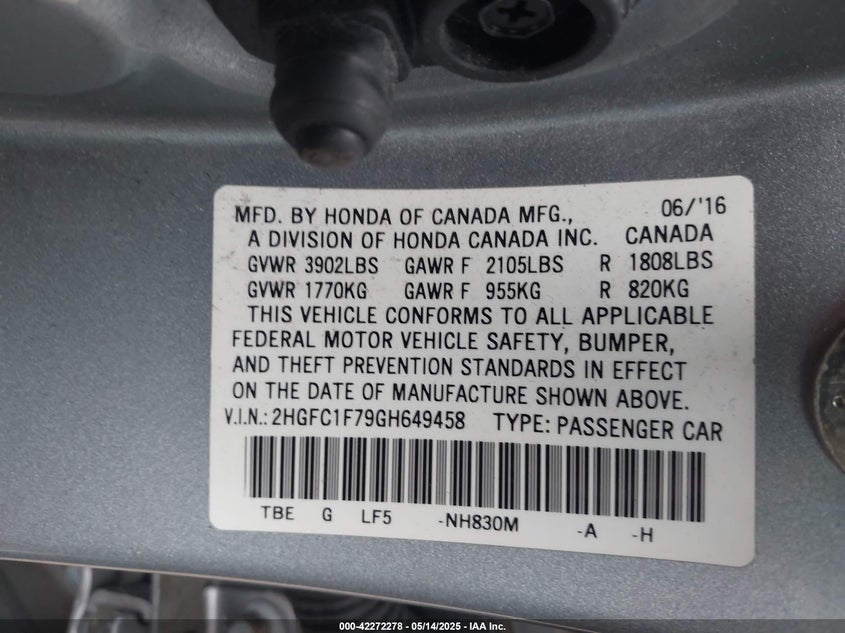 MFD. BY HONDA OF CANADA MFG., 06/'16
A DIVISION OF HONDA CANADA INC. CANADA
GVWR 3902LBS GAWR F 2105LBS R 1808LBS
GVWR 1770KG GAWR F 955KG R 820KG
THIS VEHICLE CONFORMS TO ALL APPLICABLE
FEDERAL MOTOR VEHICLE SAFETY, BUMPER,
AND THEFT PREVENTION STANDARDS IN EFFECT
ON THE DATE OF MANUFACTURE SHOWN ABOVE.
V.I.N.: 2HGFC1F79GH649458 TYPE: PASSENGER CAR
TBE G LF5 -NH830M -A -H
000-42272278 - 05/14/2025 - IAA Inc.